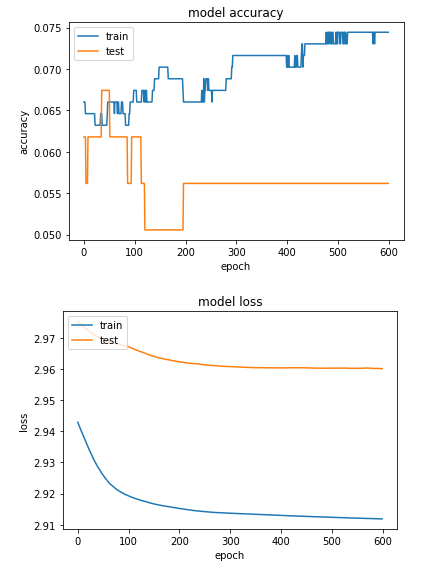 model accuracy
train
test
0.075
0.070
0.065
0.060
0.055
0.050
accuracy
0 100 200 300 400 500 600
epoch
model loss
train
test
2.97
2.96
2.95
2.94
2.93
2.92
2.91
loss
0 100 200 300 400 500 600
epoch